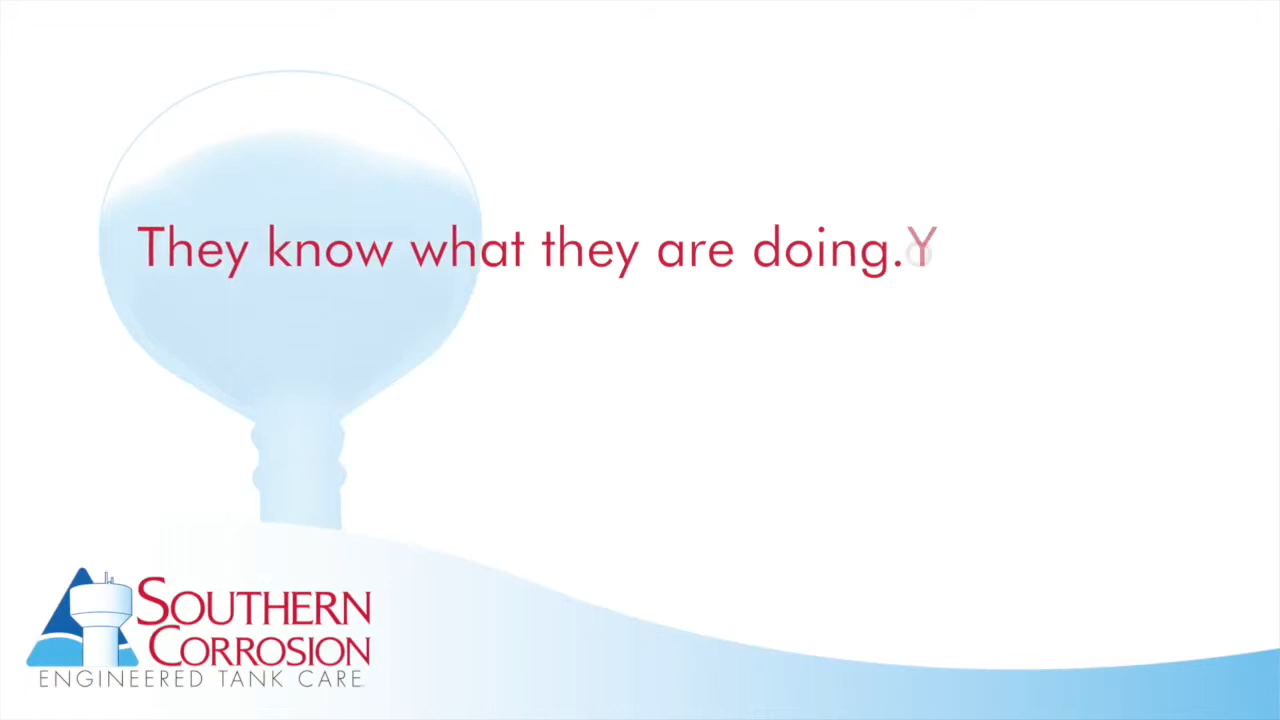 They know what they are doing.Y
SOUTHERN
CORROSION
ENGINEERED TANK CARE